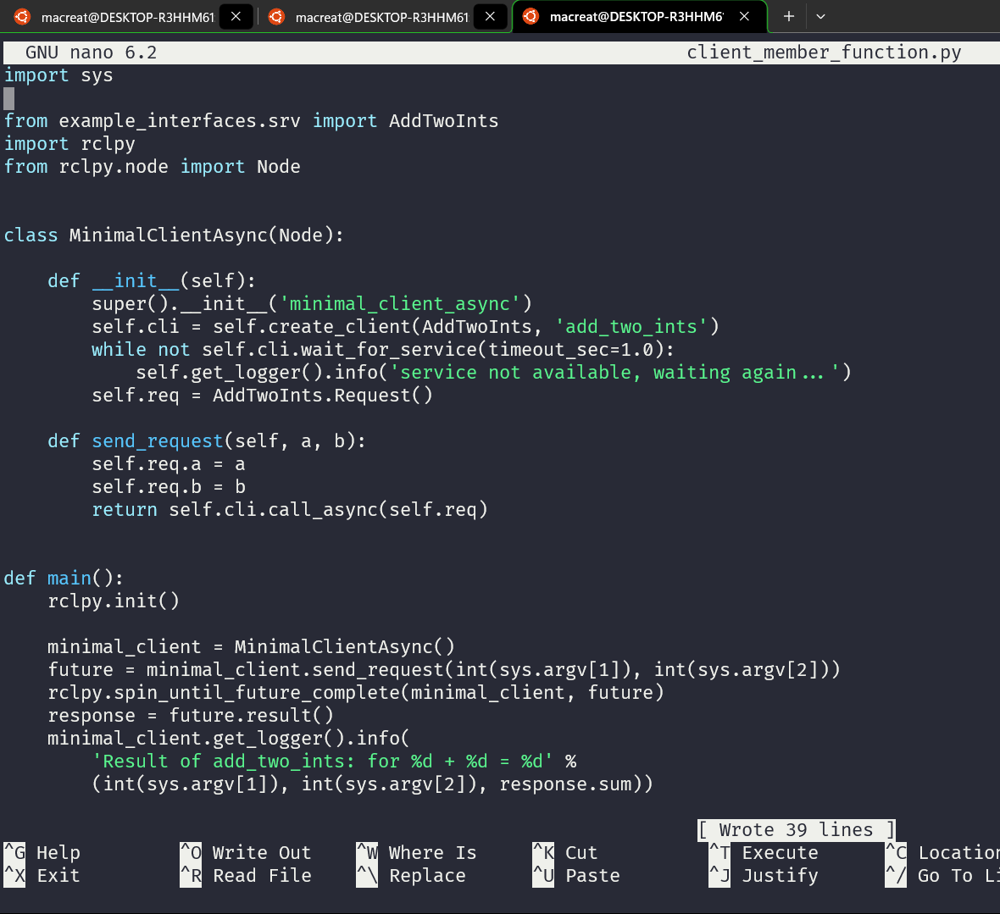 macreat@DESKTOP-R3HHM61 macreat@DESKTOP-R3HHM61 macreat@DESKTOP-R3HHM61
GNU nano 6.2 client_member_function.py
import sys
from example_interfaces.srv import AddTwoInts
import rclpy
from rclpy.node import Node
class MinimalClientAsync(Node):
    def __init__(self):
        super().__init__('minimal_client_async')
        self.cli = self.create_client(AddTwoInts, 'add_two_ints')
        while not self.cli.wait_for_service(timeout_sec=1.0):
            self.get_logger().info('service not available, waiting again...')
        self.req = AddTwoInts.Request()
    def send_request(self, a, b):
        self.req.a = a
        self.req.b = b
        return self.cli.call_async(self.req)
def main():
    rclpy.init()
    minimal_client = MinimalClientAsync()
    future = minimal_client.send_request(int(sys.argv[1]), int(sys.argv[2]))
    rclpy.spin_until_future_complete(minimal_client, future)
    response = future.result()
    minimal_client.get_logger().info(
        'Result of add_two_ints: for %d + %d = %d' %
        (int(sys.argv[1]), int(sys.argv[2]), response.sum))
[ Wrote 39 lines ]
^G Help ^O Write Out ^W Where Is ^K Cut ^T Execute ^C Location
^X Exit ^R Read File ^\ Replace ^U Paste ^J Justify ^/ Go To Li